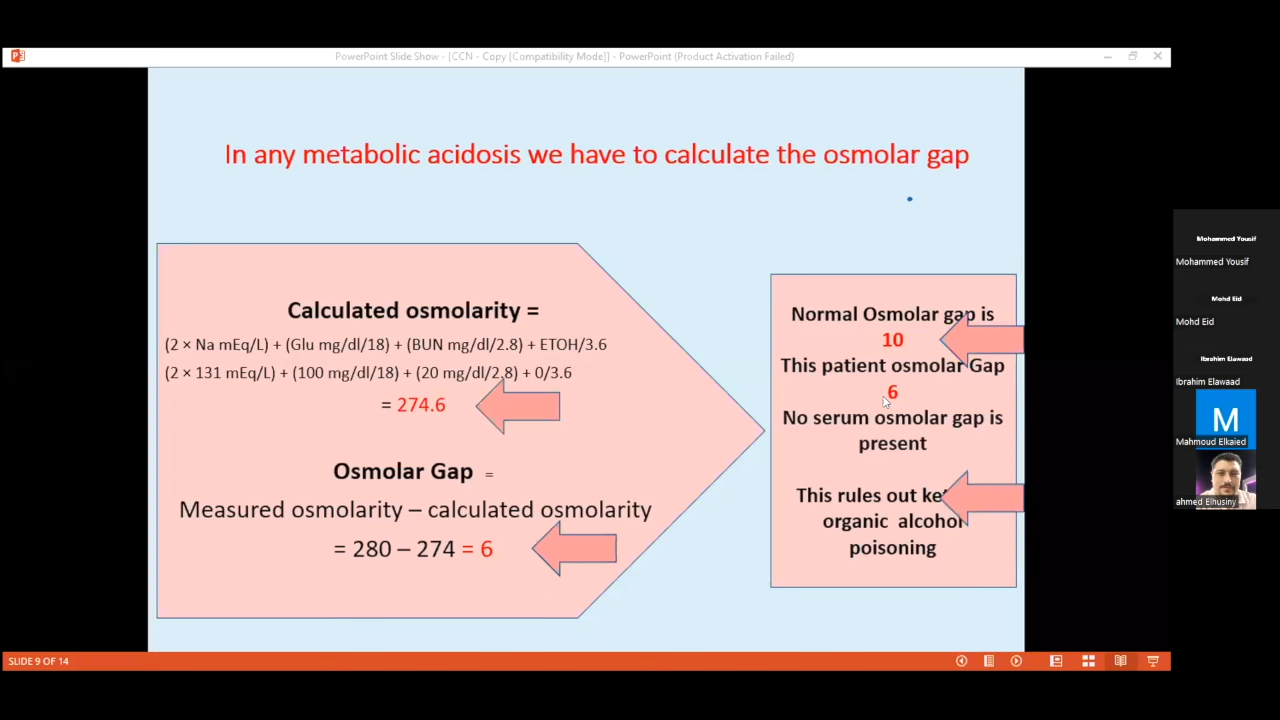 PowerPoint Slide Show - [CCN - Copy [Compatibility Mode]] - PowerPoint (Product Activation Failed)
In any metabolic acidosis we have to calculate the osmolar gap
Calculated osmolarity =
(2 × Na mEq/L) + (Glu mg/dl/18) + (BUN mg/dl/2.8) + ETOH/3.6
(2 × 131 mEq/L) + (100 mg/dl/18) + (20 mg/dl/2.8) + 0/3.6
= 274.6
Osmolar Gap =
Measured osmolarity – calculated osmolarity
= 280 – 274 = 6
Normal Osmolar gap is
10
This patient osmolar Gap
6
No serum osmolar gap is
present
This rules out
organic alcohol
poisoning
Mohammed Yousif
Mohammed Yousif
Mohd Eid
Mohd Eid
Ibrahim Elawaad
Ibrahim Elawaad
M
Mahmoud Elkaied
ahmed Elhusiny
SLIDE 9 OF 14